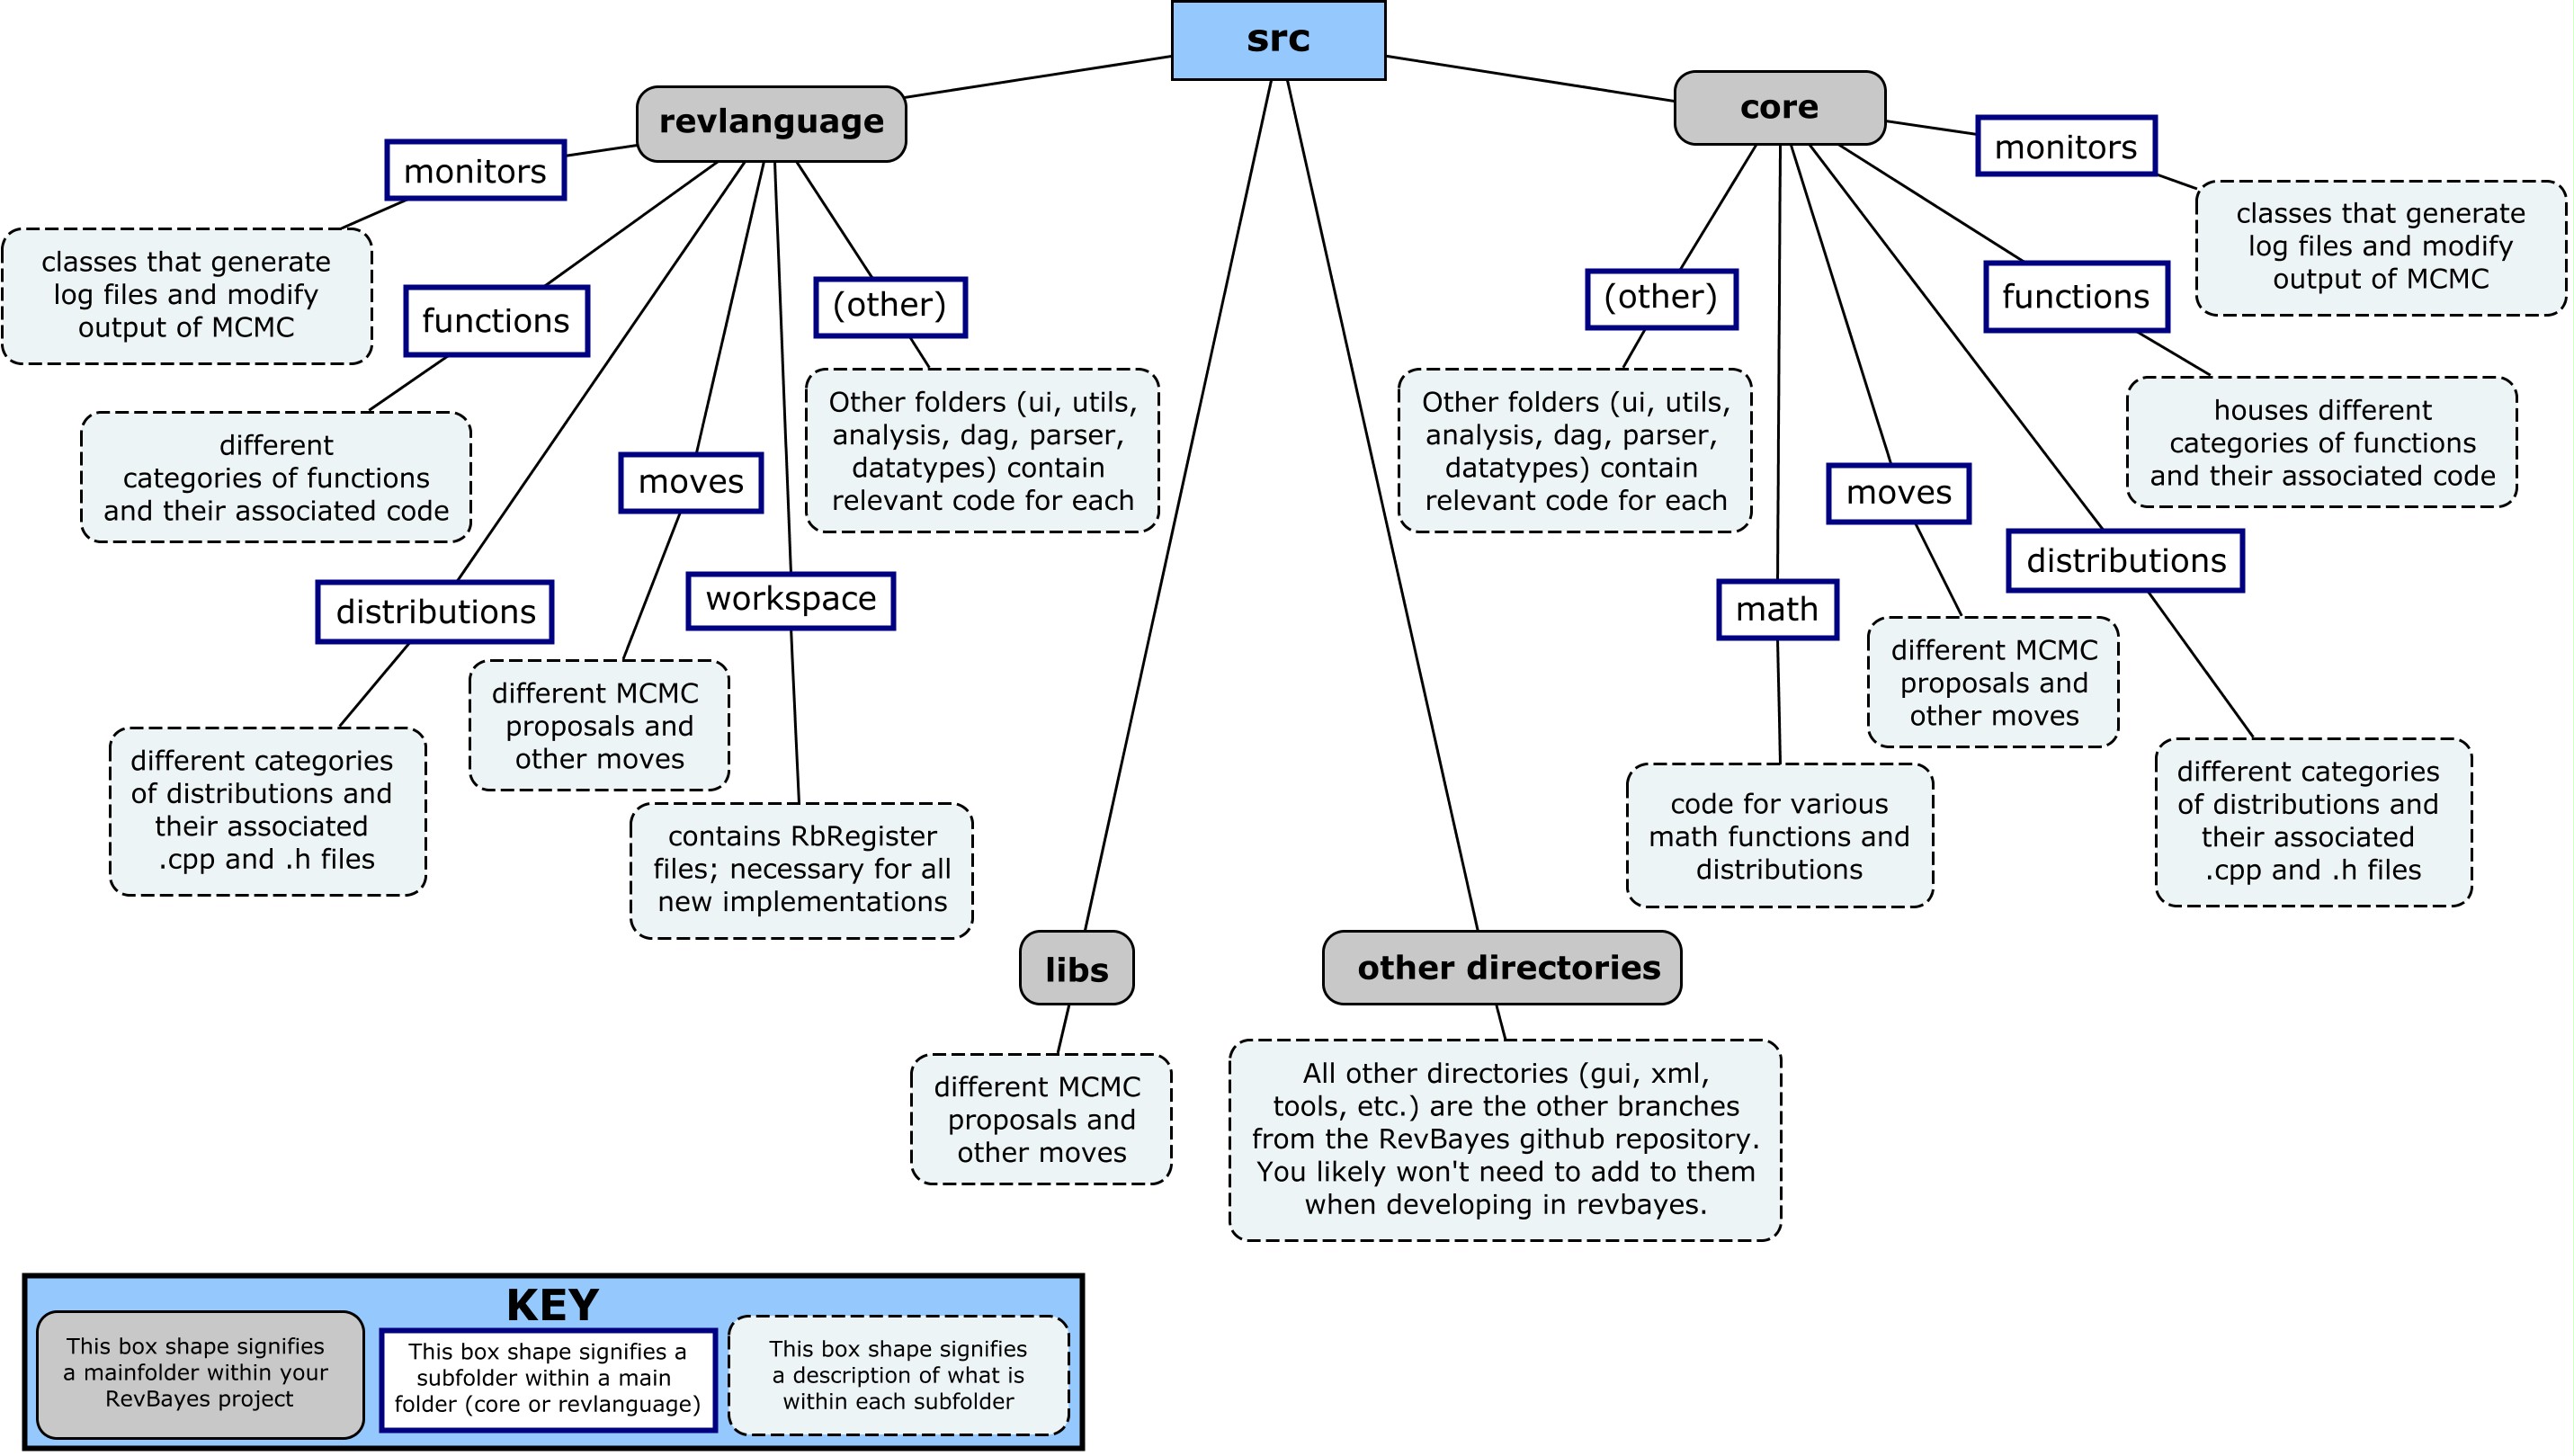 src
revlanguage
core
monitors
classes that generate
log files and modify
output of MCMC
functions
different
categories of functions
and their associated code
distributions
different categories
of distributions and
their associated
.cpp and .h files
moves
different MCMC
proposals and
other moves
workspace
contains RbRegister
files; necessary for all
new implementations
(other)
Other folders (ui, utils,
analysis, dag, parser,
datatypes) contain
relevant code for each
(other)
Other folders (ui, utils,
analysis, dag, parser,
datatypes) contain
relevant code for each
math
code for various
math functions and
distributions
moves
different MCMC
proposals and
other moves
distributions
different categories
of distributions and
their associated
.cpp and .h files
functions
houses different
categories of functions
and their associated code
monitors
classes that generate
log files and modify
output of MCMC
libs
different MCMC
proposals and
other moves
other directories
All other directories (gui, xml,
tools, etc.) are the other branches
from the RevBayes github repository.
You likely won't need to add to them
when developing in revbayes.
KEY
This box shape signifies
a mainfolder within your
RevBayes project
This box shape signifies a
subfolder within a main
folder (core or revlanguage)
This box shape signifies
a description of what is
within each subfolder